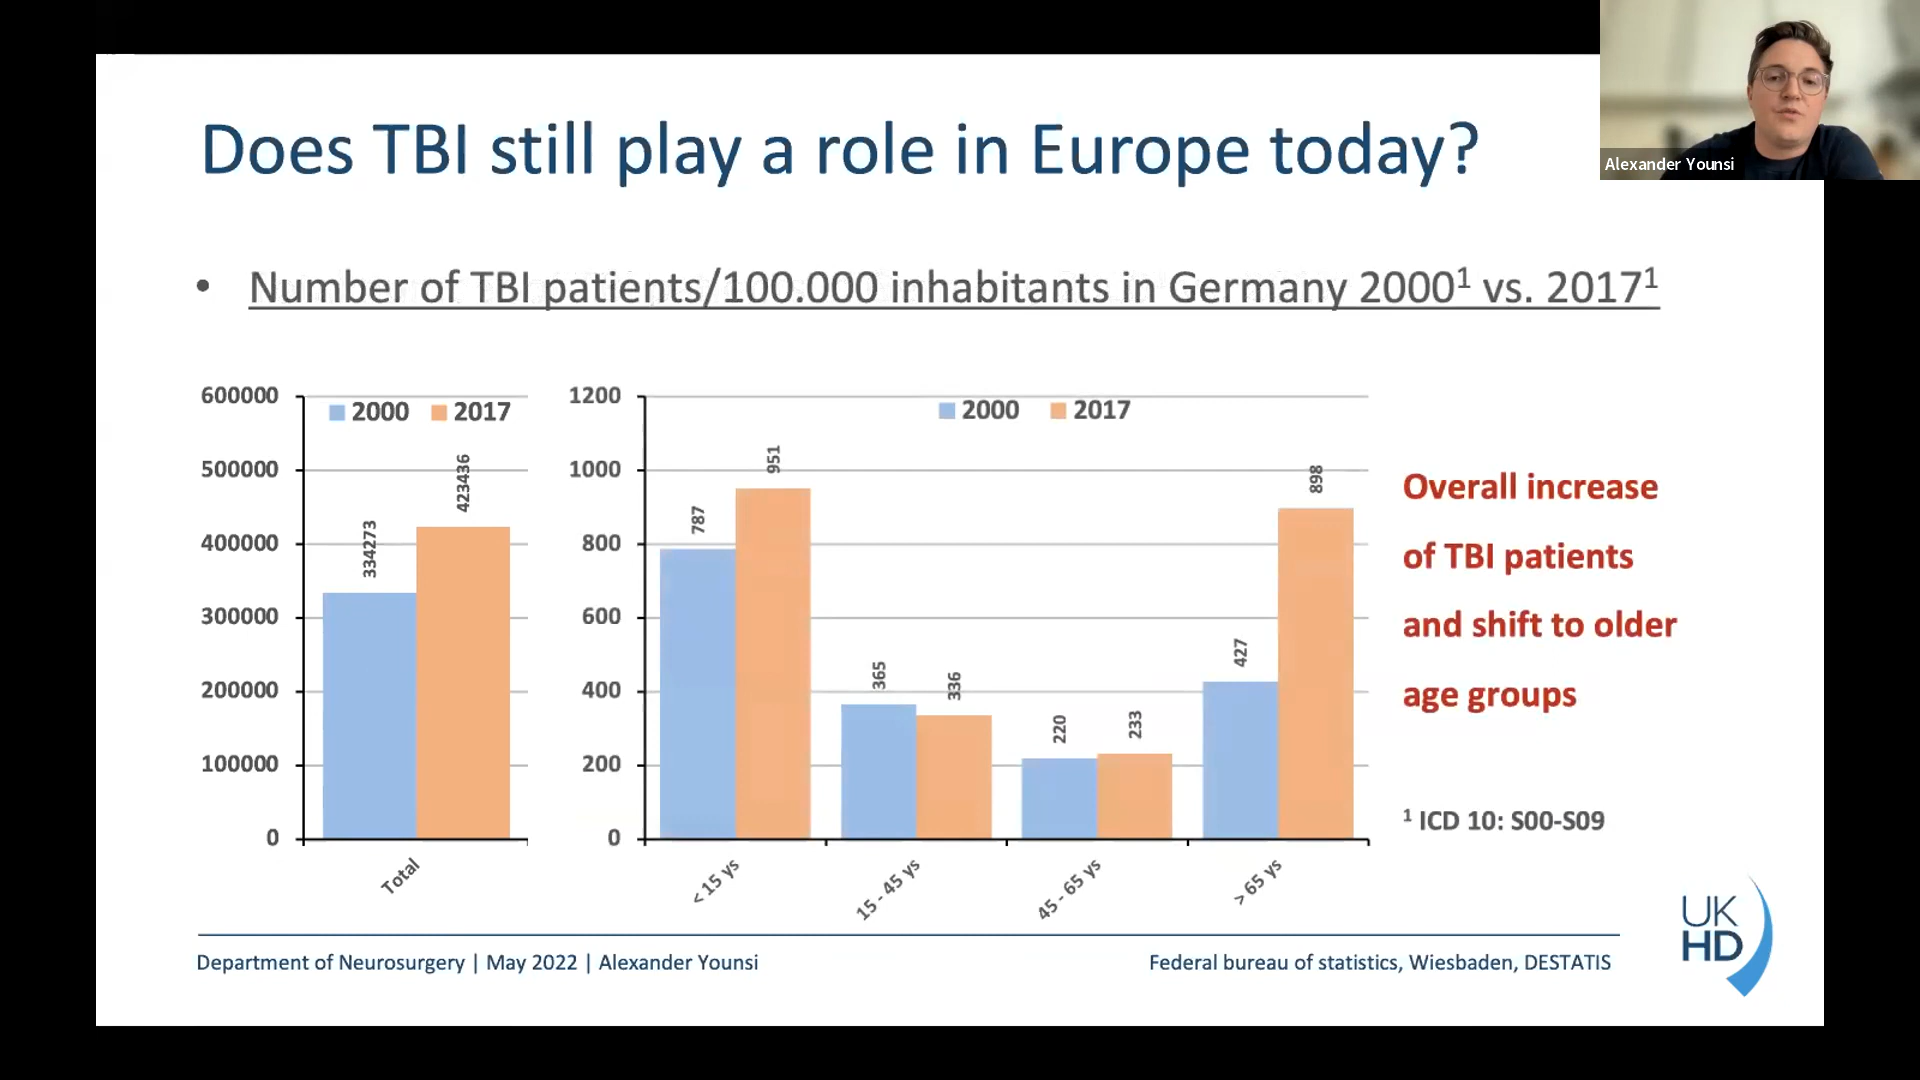 Alexander Younsi
Does TBI still play a role in Europe today?
• Number of TBI patients/100.000 inhabitants in Germany 2000¹ vs. 2017¹
600000
500000
400000
300000
200000
100000
0
2000 2017
334273
423436
Total
1200
1000
800
600
400
200
0
2000 2017
787
951
365
336
220
233
427
898
< 15 ys
15 - 45 ys
45 - 65 ys
> 65 ys
Overall increase
of TBI patients
and shift to older
age groups
¹ ICD 10: S00-S09
UK
HD
Department of Neurosurgery | May 2022 | Alexander Younsi
Federal bureau of statistics, Wiesbaden, DESTATIS